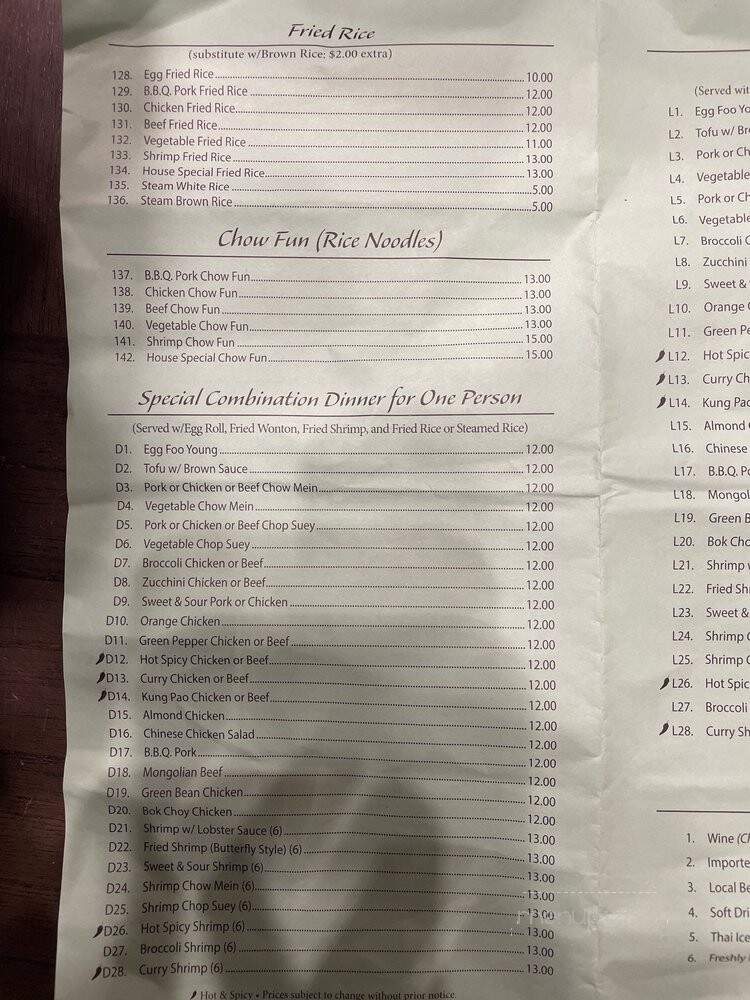 Fried Rice
(substitute w/Brown Rice: $2.00 extra)
128. Egg Fried Rice 10.00
129. B.B.Q. Pork Fried Rice 12.00
130. Chicken Fried Rice 12.00
131. Beef Fried Rice 12.00
132. Vegetable Fried Rice 11.00
133. Shrimp Fried Rice 13.00
134. House Special Fried Rice 13.00
135. Steam White Rice 5.00
136. Steam Brown Rice 5.00
Chow Fun (Rice Noodles)
137. B.B.Q. Pork Chow Fun 13.00
138. Chicken Chow Fun 13.00
139. Beef Chow Fun 13.00
140. Vegetable Chow Fun 13.00
141. Shrimp Chow Fun 15.00
142. House Special Chow Fun 15.00
Special Combination Dinner for One Person
(Served w/Egg Roll, Fried Wonton, Fried Shrimp, and Fried Rice or Steamed Rice)
D1. Egg Foo Young 12.00
D2. Tofu w/ Brown Sauce 12.00
D3. Pork or Chicken or Beef Chow Mein 12.00
D4. Vegetable Chow Mein 12.00
D5. Pork or Chicken or Beef Chop Suey 12.00
D6. Vegetable Chop Suey 12.00
D7. Broccoli Chicken or Beef 12.00
D8. Zucchini Chicken or Beef 12.00
D9. Sweet & Sour Pork or Chicken 12.00
D10. Orange Chicken 12.00
D11. Green Pepper Chicken or Beef 12.00
D12. Hot Spicy Chicken or Beef 12.00
D13. Curry Chicken or Beef 12.00
D14. Kung Pao Chicken or Beef 12.00
D15. Almond Chicken 12.00
D16. Chinese Chicken Salad 12.00
D17. B.B.Q. Pork 12.00
D18. Mongolian Beef 12.00
D19. Green Bean Chicken 12.00
D20. Bok Choy Chicken 12.00
D21. Shrimp w/ Lobster Sauce (6) 13.00
D22. Fried Shrimp (Butterfly Style) (6) 13.00
D23. Sweet & Sour Shrimp (6) 13.00
D24. Shrimp Chow Mein (6) 13.00
D25. Shrimp Chop Suey (6) 13.00
D26. Hot Spicy Shrimp (6) 13.00
D27. Broccoli Shrimp (6) 13.00
D28. Curry Shrimp (6) 13.00
Hot & Spicy • Prices subject to change without prior notice.
(Served wit
L1. Egg Foo Yo
L2. Tofu w/ Br
L3. Pork or Ch
L4. Vegetable
L5. Pork or Ch
L6. Vegetable
L7. Broccoli C
L8. Zucchini
L9. Sweet &
L10. Orange
L11. Green Pe
L12. Hot Spic
L13. Curry Ch
L14. Kung Pao
L15. Almond
L16. Chinese
L17. B.B.Q. Po
L18. Mongol
L19. Green B
L20. Bok Cho
L21. Shrimp
L22. Fried Sh
L23. Sweet &
L24. Shrimp
L25. Shrimp
L26. Hot Spic
L27. Broccoli
L28. Curry Sh
1. Wine (Ch
2. Importe
3. Local Be
4. Soft Dri
5. Thai Ice
6. Freshly